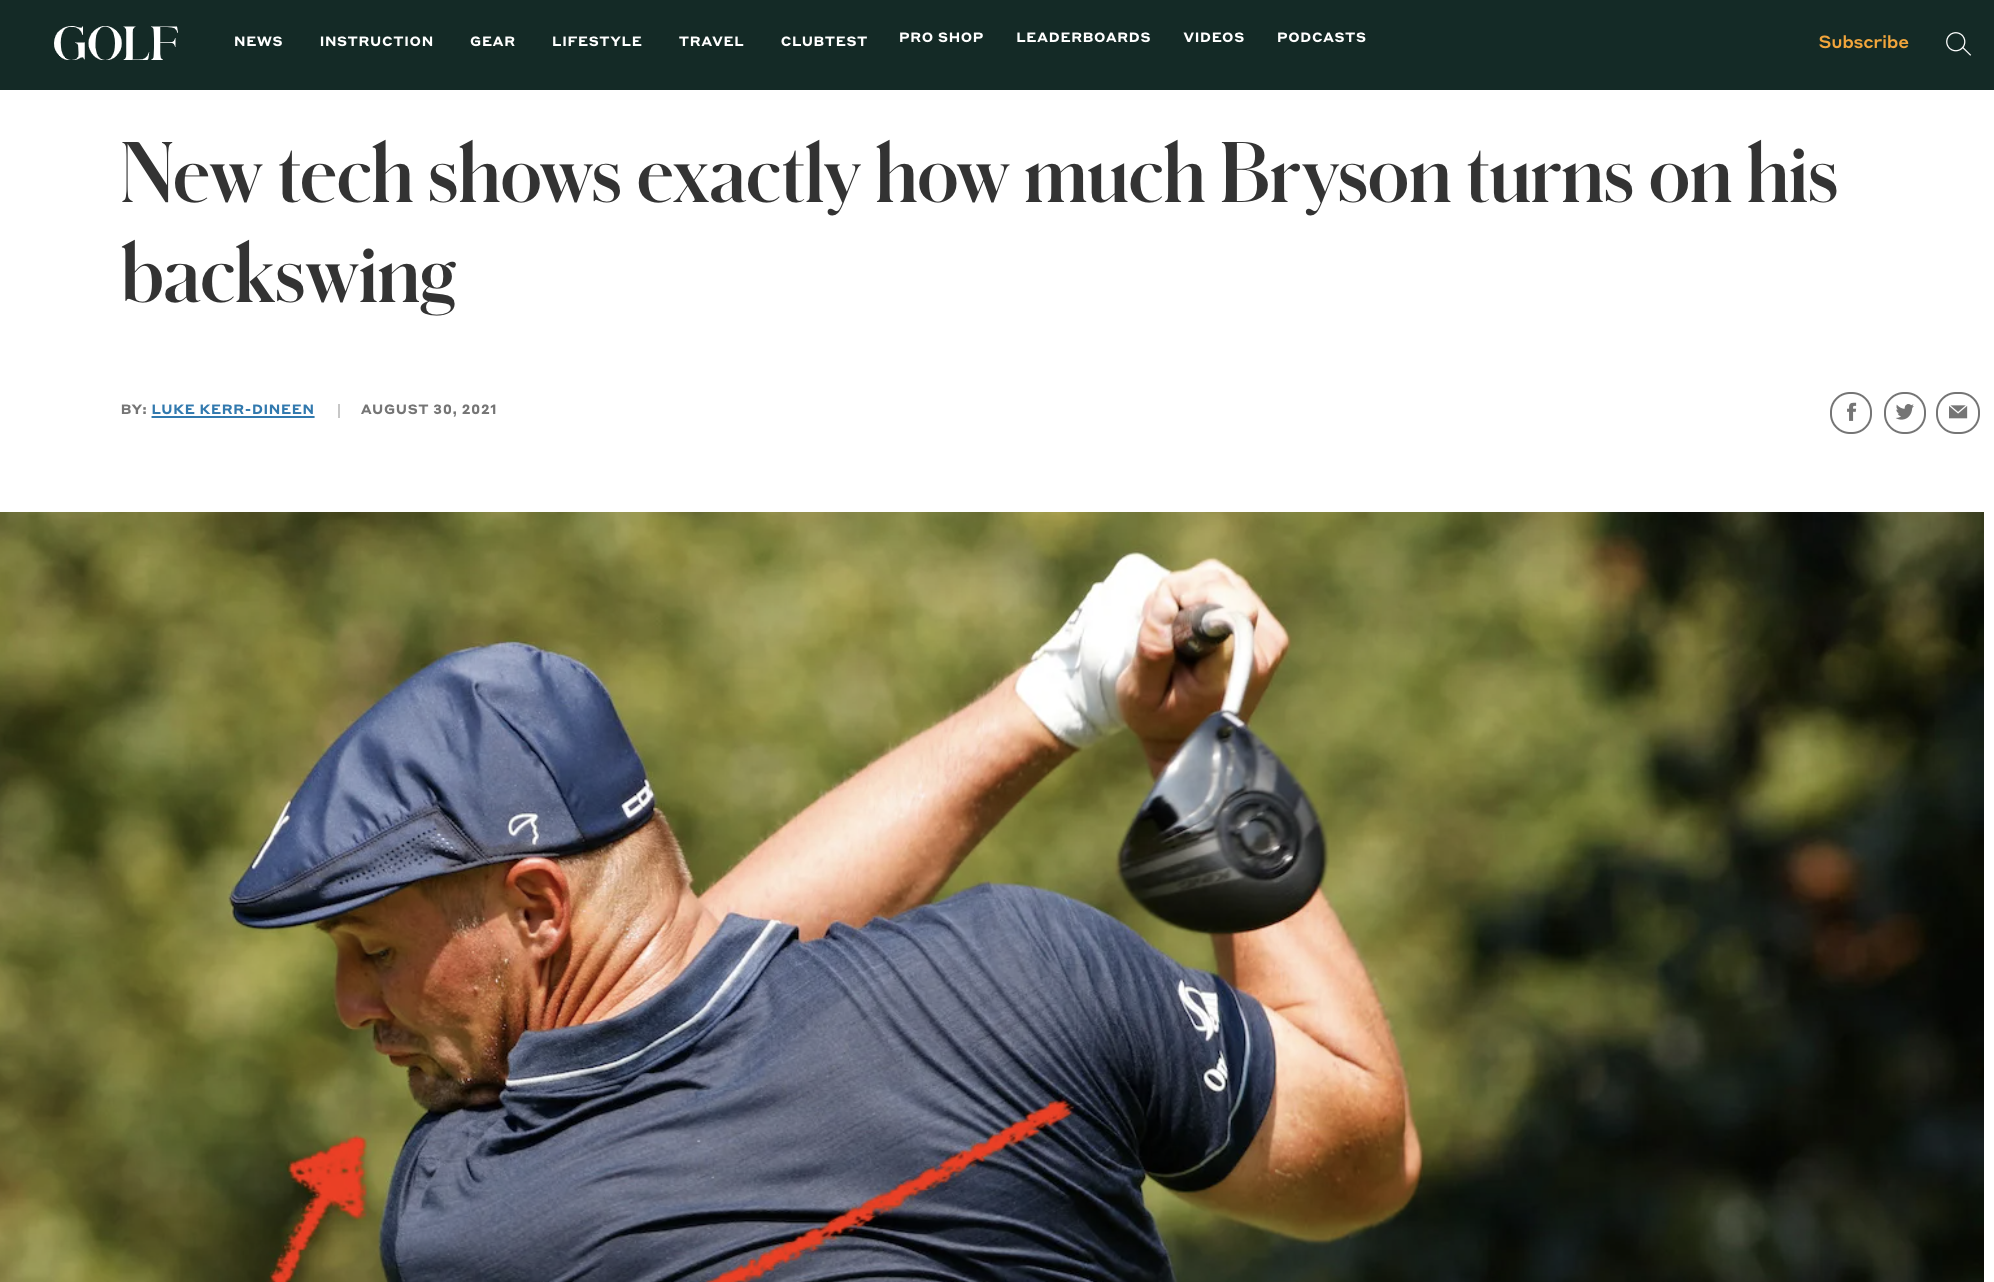 GOLF
NEWS INSTRUCTION GEAR LIFESTYLE TRAVEL CLUBTEST PRO SHOP LEADERBOARDS VIDEOS PODCASTS
Subscribe
New tech shows exactly how much Bryson turns on his
backswing
BY: LUKE KERR-DINEEN | AUGUST 30, 2021